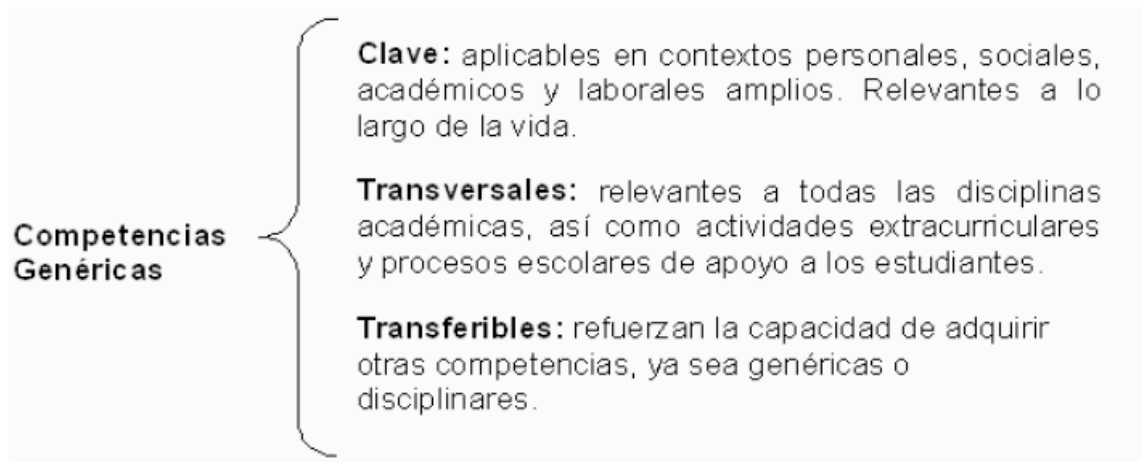 Competencias
Genéricas
Clave: aplicables en contextos personales, sociales,
académicos y laborales amplios. Relevantes a lo
largo de la vida.
Transversales: relevantes a todas las disciplinas
académicas, así como actividades extracurriculares
y procesos escolares de apoyo a los estudiantes.
Transferibles: refuerzan la capacidad de adquirir
otras competencias, ya sea genéricas o
disciplinares.